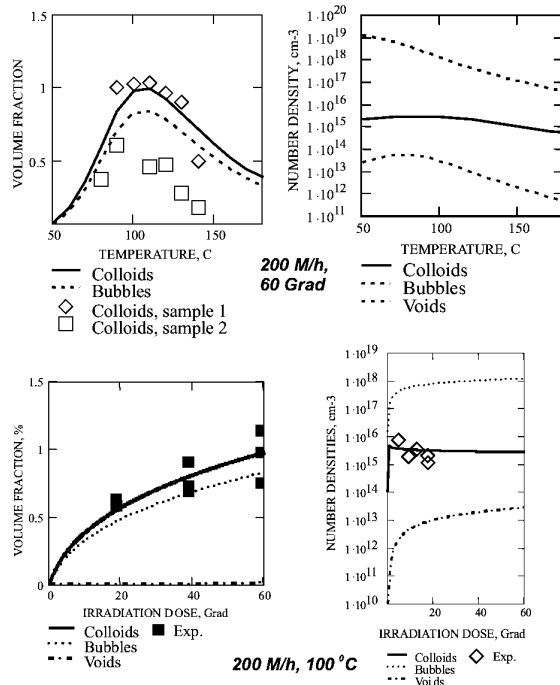 VOLUME FRACTION
1.5
1
0.5
50
100
150
TEMPERATURE, C
Colloids
Bubbles
Colloids, sample 1
Colloids, sample 2
NUMBER DENSITY, cm-3
1·10^20
1·10^19
1·10^18
1·10^17
1·10^16
1·10^15
1·10^14
1·10^13
1·10^12
1·10^11
50
100
150
TEMPERATURE, C
Colloids
Bubbles
Voids
200 M/h,
60 Grad
VOLUME FRACTION, %
1.5
1
0.5
0
0
20
40
60
IRRADIATION DOSE, Grad
Colloids
Exp.
Bubbles
Voids
NUMBER DENSITIES, cm-3
1·10^19
1·10^18
1·10^17
1·10^16
1·10^15
1·10^14
1·10^13
1·10^12
1·10^11
1·10^10
0
20
40
60
IRRADIATION DOSE, Grad
Colloids
Exp.
Bubbles
Voids
200 M/h, 100 °C